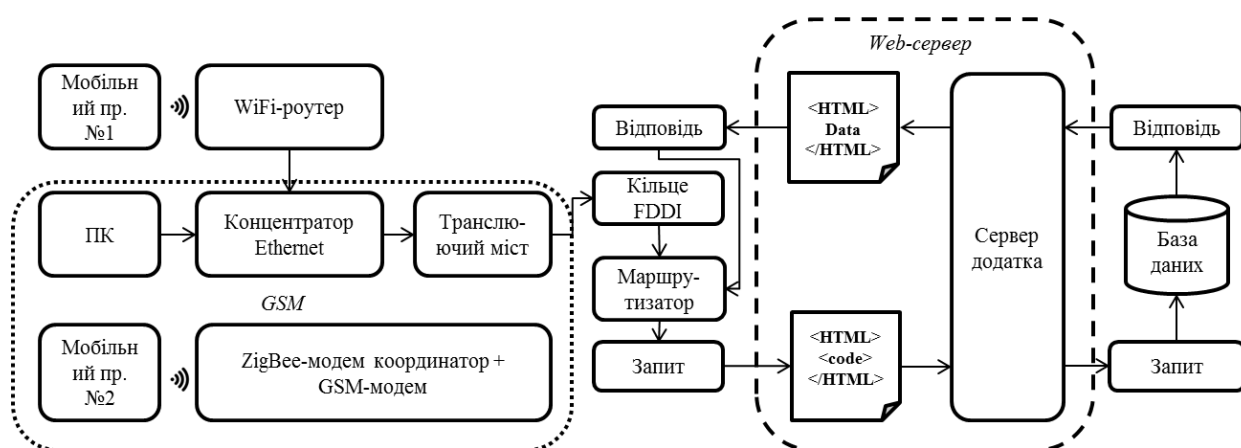 Web-сервер
Мобільн
ий пр.
№1
WiFi-роутер
Відповідь
<HTML>
Data
</HTML>
Відповідь
ПК
Концентратор
Ethernet
Транслю-
ючий міст
Кільце
FDDI
Сервер
додатка
База
даних
GSM
Маршру-
тизатор
Мобільн
ий пр.
№2
ZigBee-модем координатор +
GSM-модем
Запит
<HTML>
<code>
</HTML>
Запит